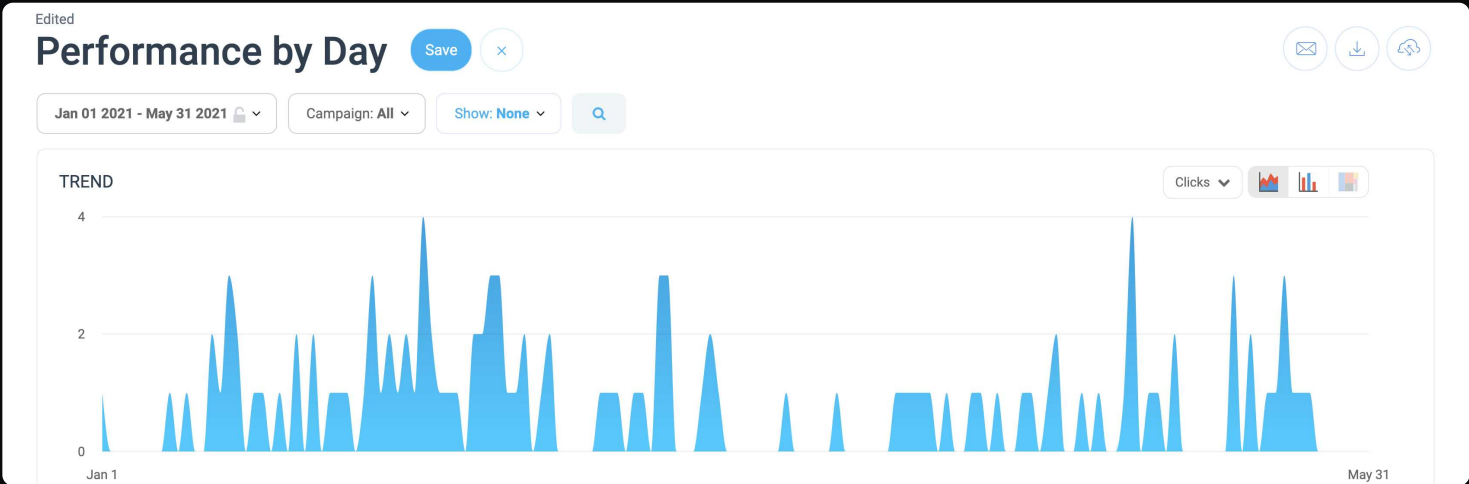 Edited
Performance by Day Save ×
Jan 01 2021 - May 31 2021 Campaign: All Show: None
TREND Clicks
4
2
0
Jan 1 May 31